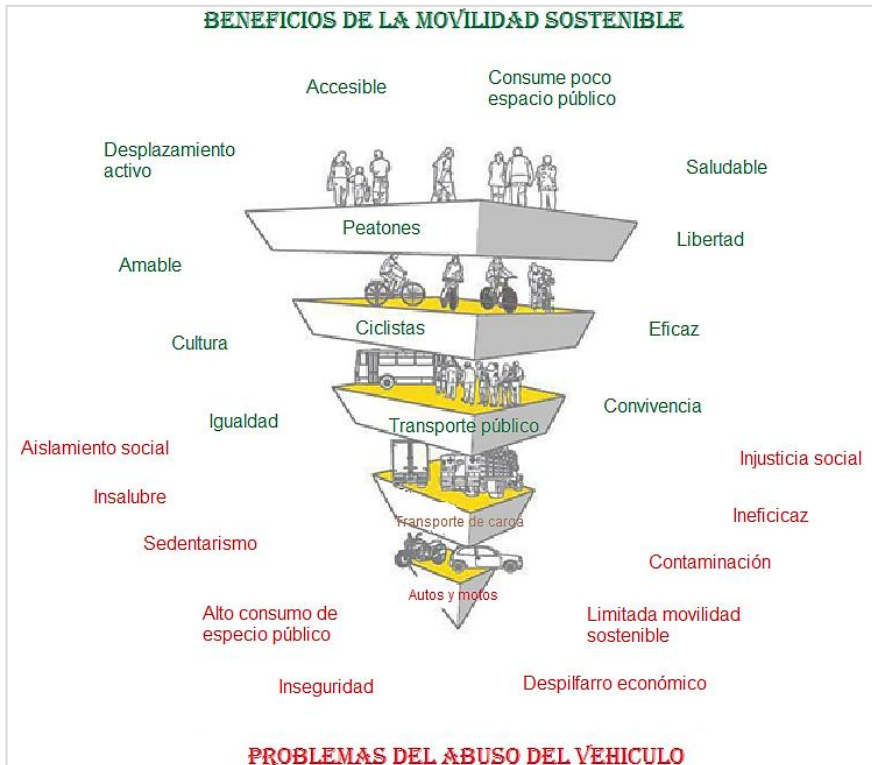 BENEFICIOS DE LA MOVILIDAD SOSTENIBLE
Accesible
Consume poco
espacio público
Desplazamiento
activo
Saludable
Peatones
Libertad
Amable
Ciclistas
Eficaz
Cultura
Convivencia
Igualdad
Transporte público
Aislamiento social
Injusticia social
Insalubre
Ineficicaz
Transporte de carga
Sedentarismo
Contaminación
Autos y motos
Alto consumo de
especio público
Limitada movilidad
sostenible
Inseguridad
Despilfarro económico
PROBLEMAS DEL ABUSO DEL VEHICULO